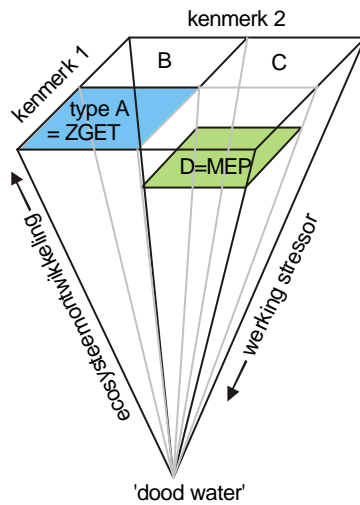 kenmerk 2
kenmerk 1
B
C
type A
= ZGET
D=MEP
ecosysteemontwikkeling
werking stressor
'dood water'